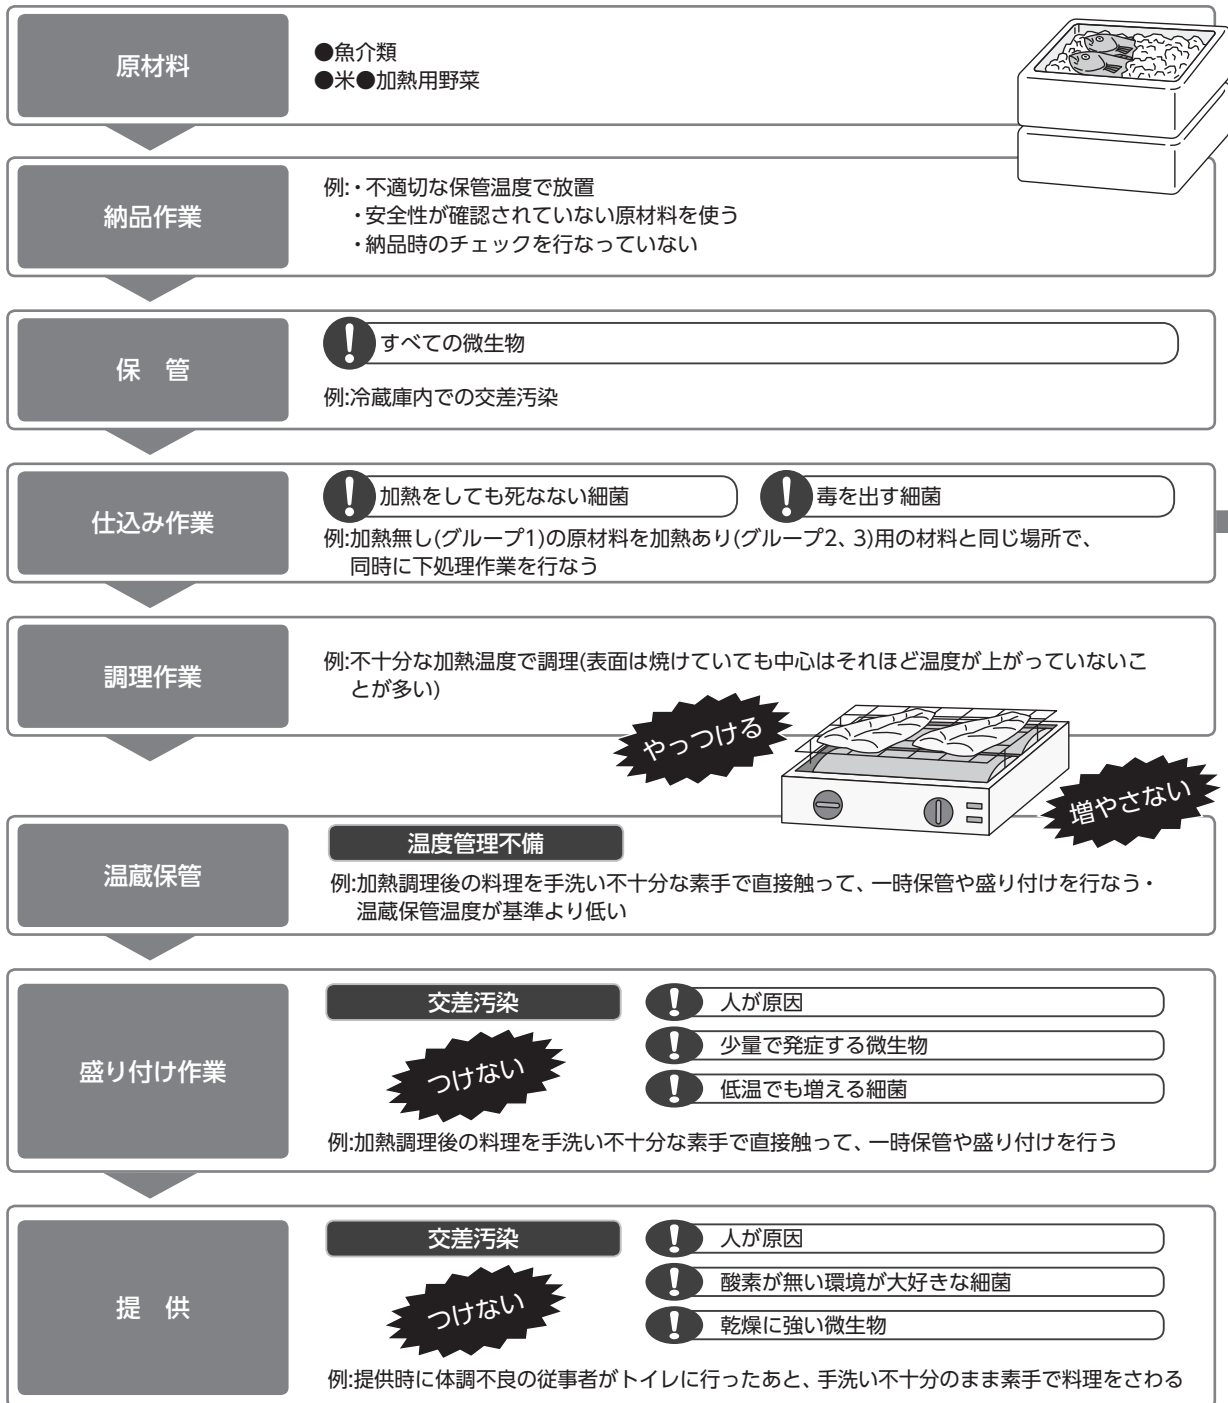 原材料
●魚介類
●米●加熱用野菜
納品作業
例:・不適切な保管温度で放置
・安全性が確認されていない原材料を使う
・納品時のチェックを行なっていない
保　管
! すべての微生物
例:冷蔵庫内での交差汚染
仕込み作業
! 加熱をしても死なない細菌
! 毒を出す細菌
例:加熱無し(グループ1)の原材料を加熱あり(グループ2、3)用の材料と同じ場所で、
同時に下処理作業を行なう
調理作業
例:不十分な加熱温度で調理(表面は焼けていても中心はそれほど温度が上がっていないこ
とが多い)
やっつける
増やさない
温蔵保管
温度管理不備
例:加熱調理後の料理を手洗い不十分な素手で直接触って、一時保管や盛り付けを行なう・
温蔵保管温度が基準より低い
盛り付け作業
交差汚染
つけない
! 人が原因
! 少量で発症する微生物
! 低温でも増える細菌
例:加熱調理後の料理を手洗い不十分な素手で直接触って、一時保管や盛り付けを行う
提　供
交差汚染
つけない
! 人が原因
! 酸素が無い環境が大好きな細菌
! 乾燥に強い微生物
例:提供時に体調不良の従事者がトイレに行ったあと、手洗い不十分のまま素手で料理をさわる